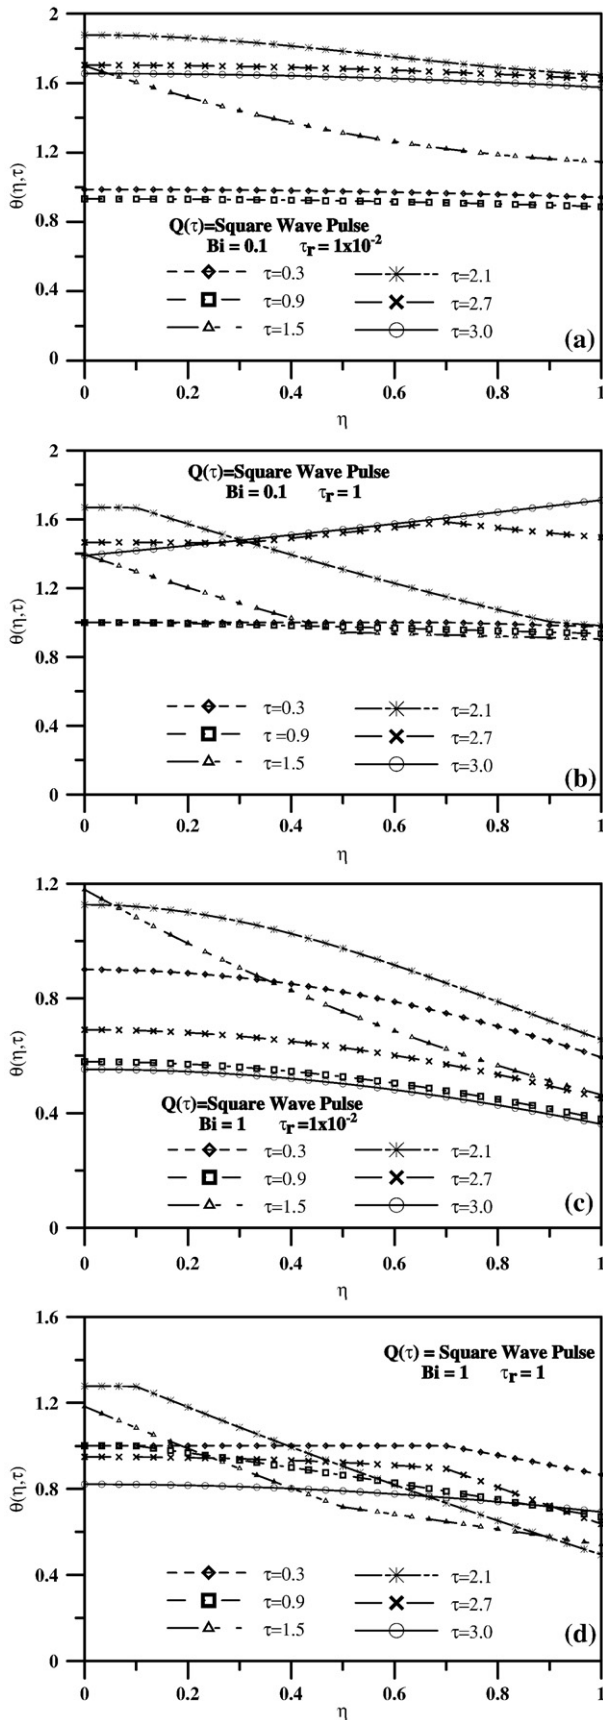 2
1.6
1.2
0.8
0.4
0
θ(η,τ)
Q(τ)=Square Wave Pulse
Bi = 0.1 τr = 1x10-2
τ=0.3
τ=0.9
τ=1.5
τ=2.1
τ=2.7
τ=3.0
(a)
0 0.2 0.4 0.6 0.8 1
η
2
1.6
1.2
0.8
0.4
0
θ(η,τ)
Q(τ)=Square Wave Pulse
Bi = 0.1 τr = 1
τ=0.3
τ=0.9
τ=1.5
τ=2.1
τ=2.7
τ=3.0
(b)
0 0.2 0.4 0.6 0.8 1
η
1.2
0.8
0.4
0
θ(η,τ)
Q(τ)=Square Wave Pulse
Bi = 1 τr =1x10-2
τ=0.3
τ=0.9
τ=1.5
τ=2.1
τ=2.7
τ=3.0
(c)
0 0.2 0.4 0.6 0.8 1
η
1.6
1.2
0.8
0.4
0
θ(η,τ)
Q(τ) = Square Wave Pulse
Bi = 1 τr = 1
τ=0.3
τ=0.9
τ=1.5
τ=2.1
τ=2.7
τ=3.0
(d)
0 0.2 0.4 0.6 0.8 1
η